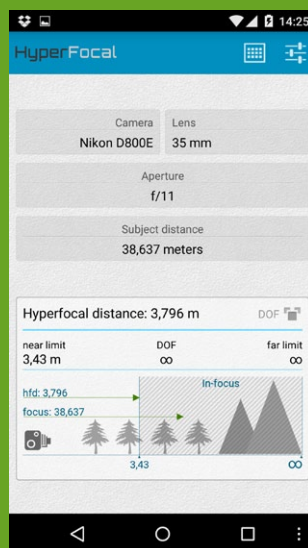 14:25
HyperFocal
Camera
Nikon D800E
Lens
35 mm
Aperture
f/11
Subject distance
38,637 meters
Hyperfocal distance: 3,796 m
DOF
near limit
3,43 m
DOF
∞
far limit
∞
In-focus
hfd: 3,796
focus: 38,637
3,43
∞